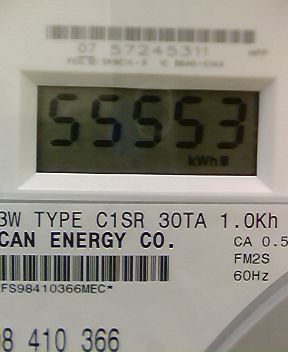 07 57245311
55553
kWh
3W TYPE C1SR 30TA 1.0Kh
CAN ENERGY CO.
CA 0.5
FM2S
60Hz
FS98410366MEC*
98 410 366